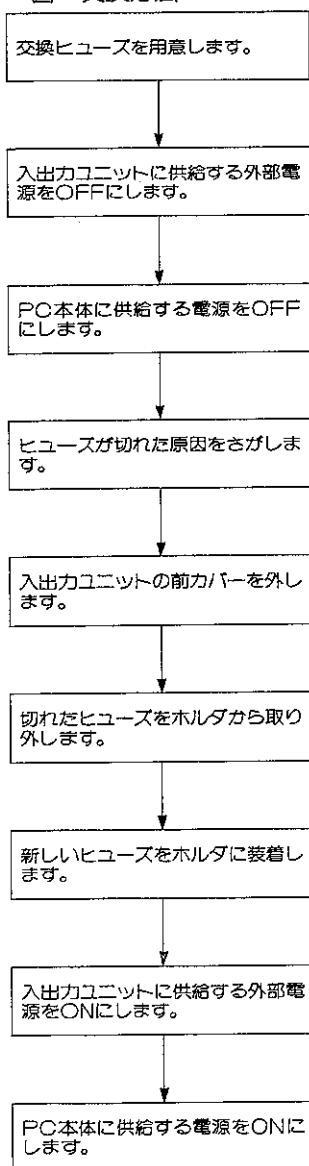 交換ヒューズを用意します。
入出力ユニットに供給する外部電
源をOFFにします。
PC本体に供給する電源をOFF
にします。
ヒューズが切れた原因をさがしま
す。
入出力ユニットの前カバーを外し
ます。
切れたヒューズをホルダから取り
外します。
新しいヒューズをホルダに装着し
ます。
入出力ユニットに供給する外部電
源をONにします。
PC本体に供給する電源をONに
します。